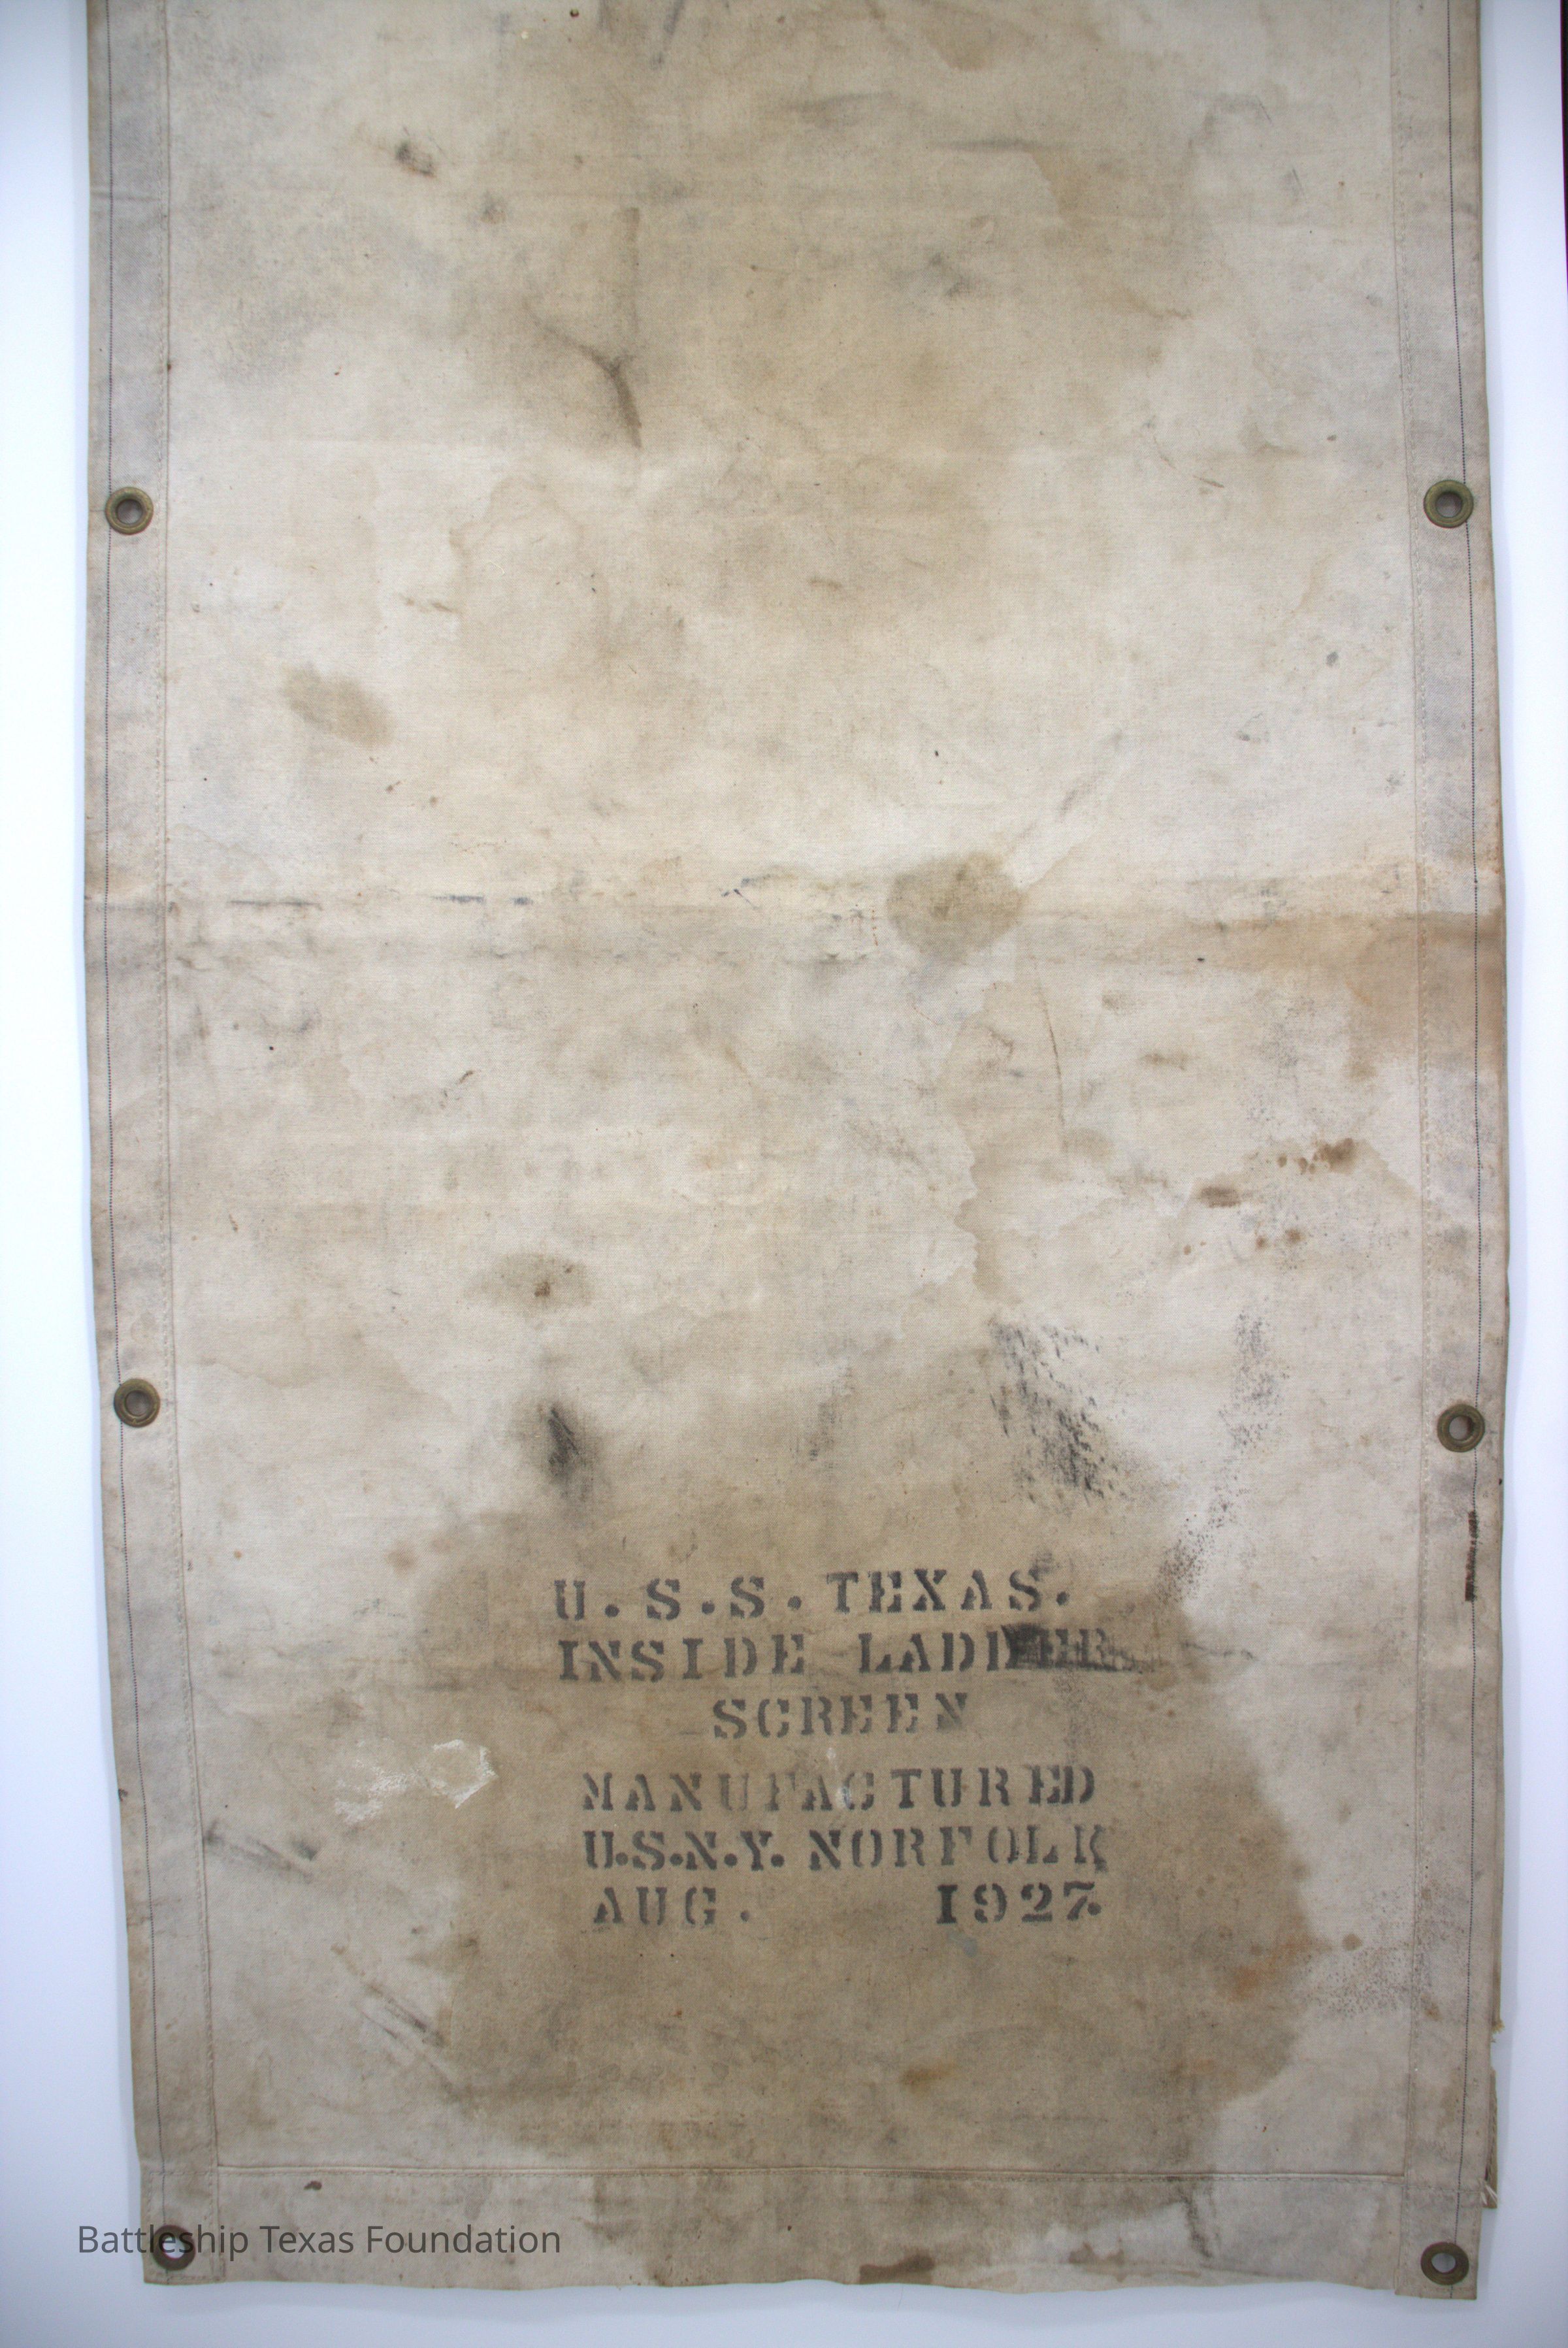 U.S.S. TEXAS.
INSIDE LADDER
SCREEN
MANUFACTURED
U.S.N.Y. NORFOLK
AUG. 1927.
Battleship Texas Foundation